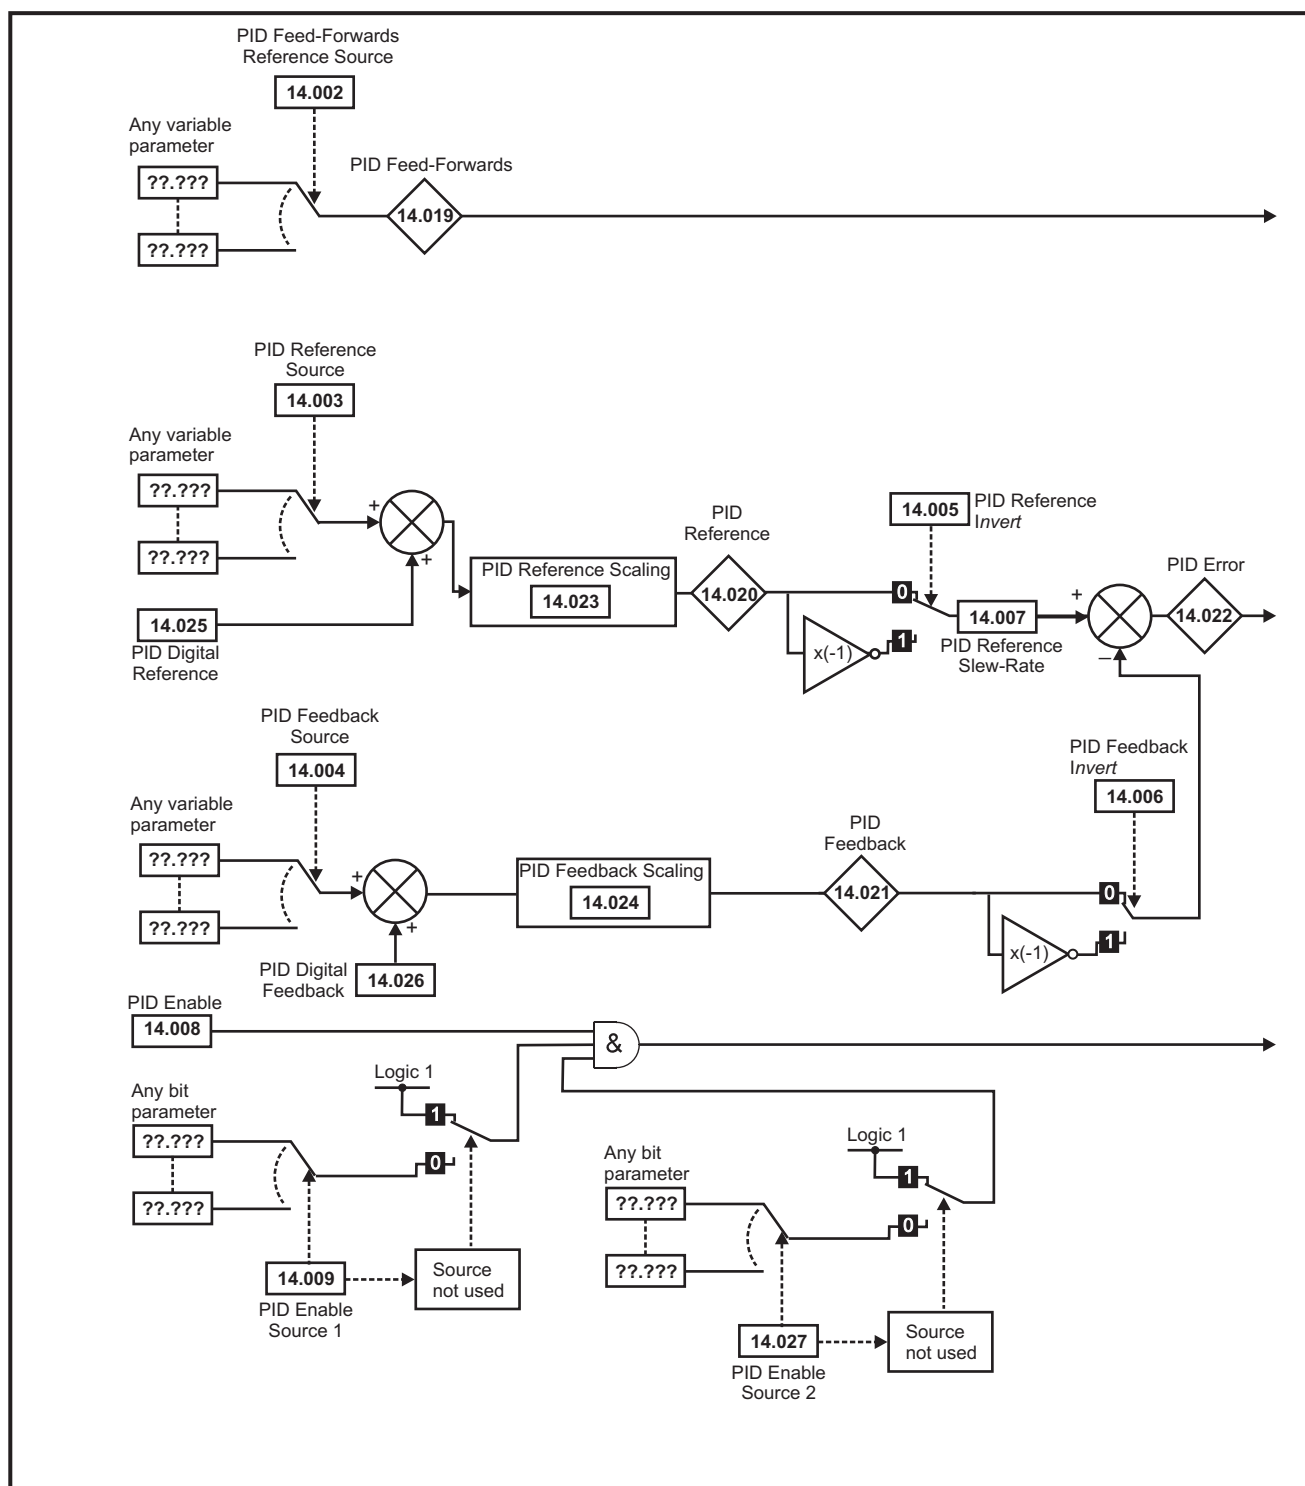 PID Feed-Forwards
Reference Source
14.002
Any variable
parameter
??.???
??.???
PID Feed-Forwards
14.019
PID Reference
Source
14.003
Any variable
parameter
??.???
??.???
+
+
14.025
PID Digital
Reference
PID Reference Scaling
14.023
PID
Reference
14.020
14.005
PID Reference
Invert
0
1
x(-1)
14.007
PID Reference
Slew-Rate
+
–
PID Error
14.022
PID Feedback
Source
14.004
Any variable
parameter
??.???
??.???
+
+
PID Digital
Feedback
14.026
PID Feedback Scaling
14.024
PID
Feedback
14.021
PID Feedback
Invert
14.006
0
1
x(-1)
PID Enable
14.008
&
Logic 1
1
0
Any bit
parameter
??.???
??.???
14.009
PID Enable
Source 1
Source
not used
Logic 1
1
0
Any bit
parameter
??.???
??.???
14.027
PID Enable
Source 2
Source
not used